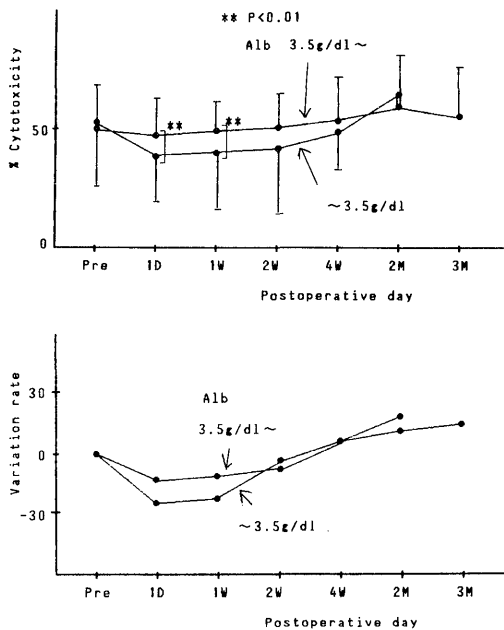 ** P<0.01
Alb 3.5g/dl~
% Cytotoxicity
50
0
**
**
~3.5g/dl
Pre 1D 1W 2W 4W 2M 3M
Postoperative day
Variation rate
30
0
-30
Alb
3.5g/dl~
~3.5g/dl
Pre 1D 1W 2W 4W 2M 3M
Postoperative day